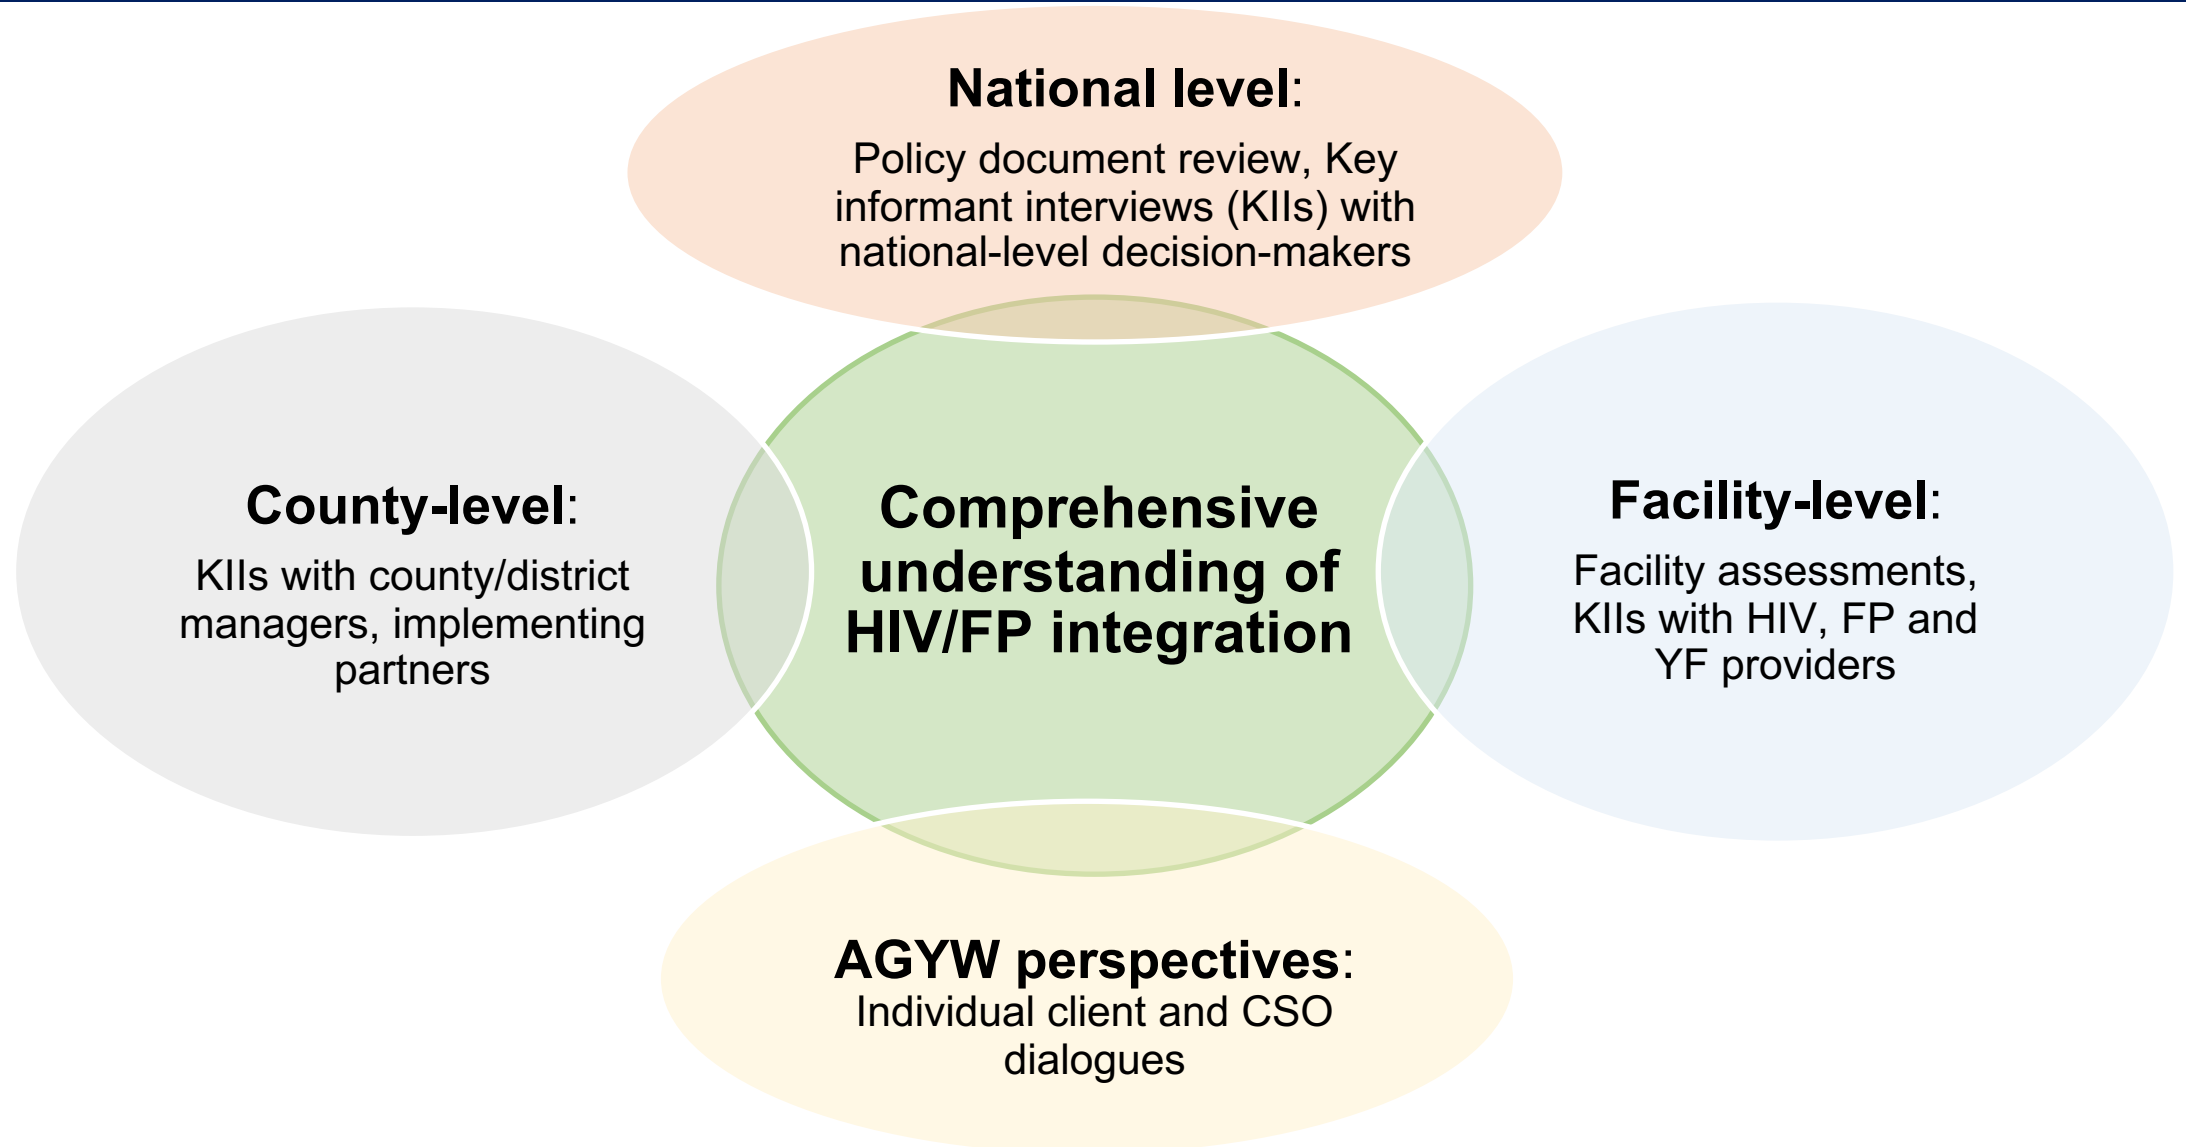 National level:
Policy document review, Key
informant interviews (KIIs) with
national-level decision-makers
County-level:
KIIs with county/district
managers, implementing
partners
Comprehensive
understanding of
HIV/FP integration
Facility-level:
Facility assessments,
KIIs with HIV, FP and
YF providers
AGYW perspectives:
Individual client and CSO
dialogues